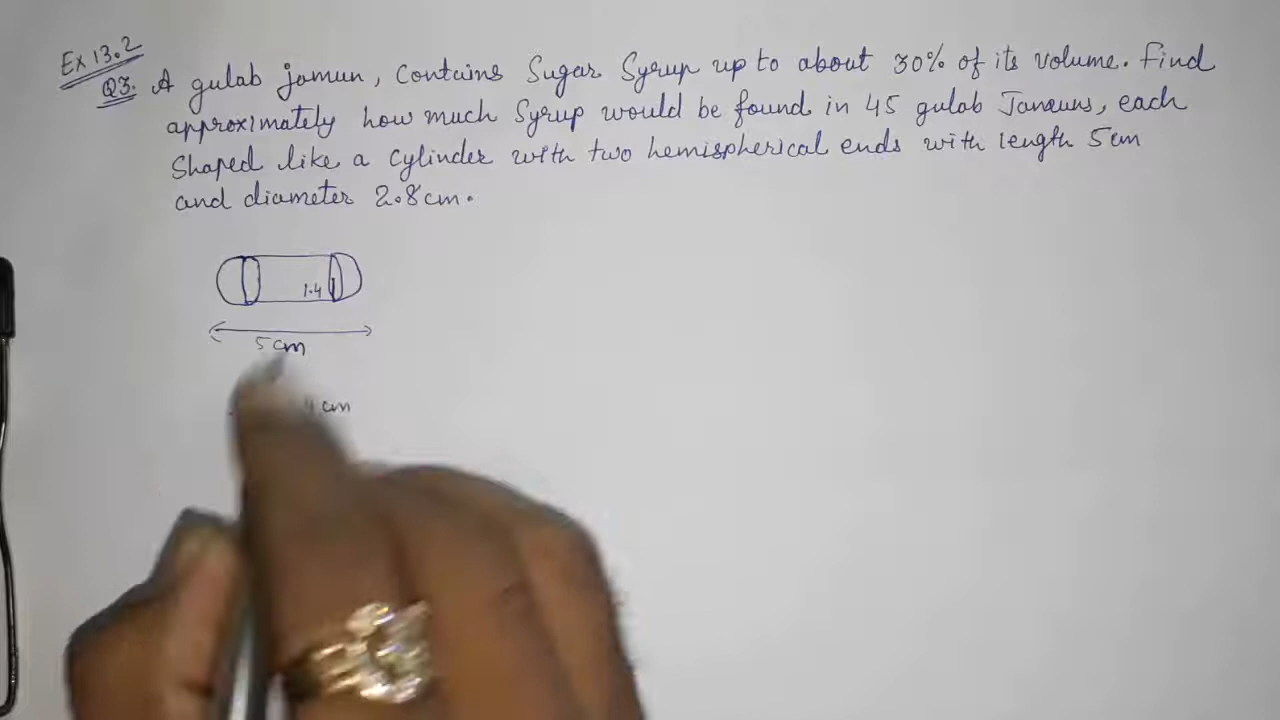 Ex 13.2
Q3. A gulab jamun, Contains Sugar Syrup up to about 30% of its volume. Find
approximately how much Syrup would be found in 45 gulab Jamuns, each
Shaped like a cylinder with two hemispherical ends with length 5cm
and diameter 2.8cm.
1.4
5cm
cm